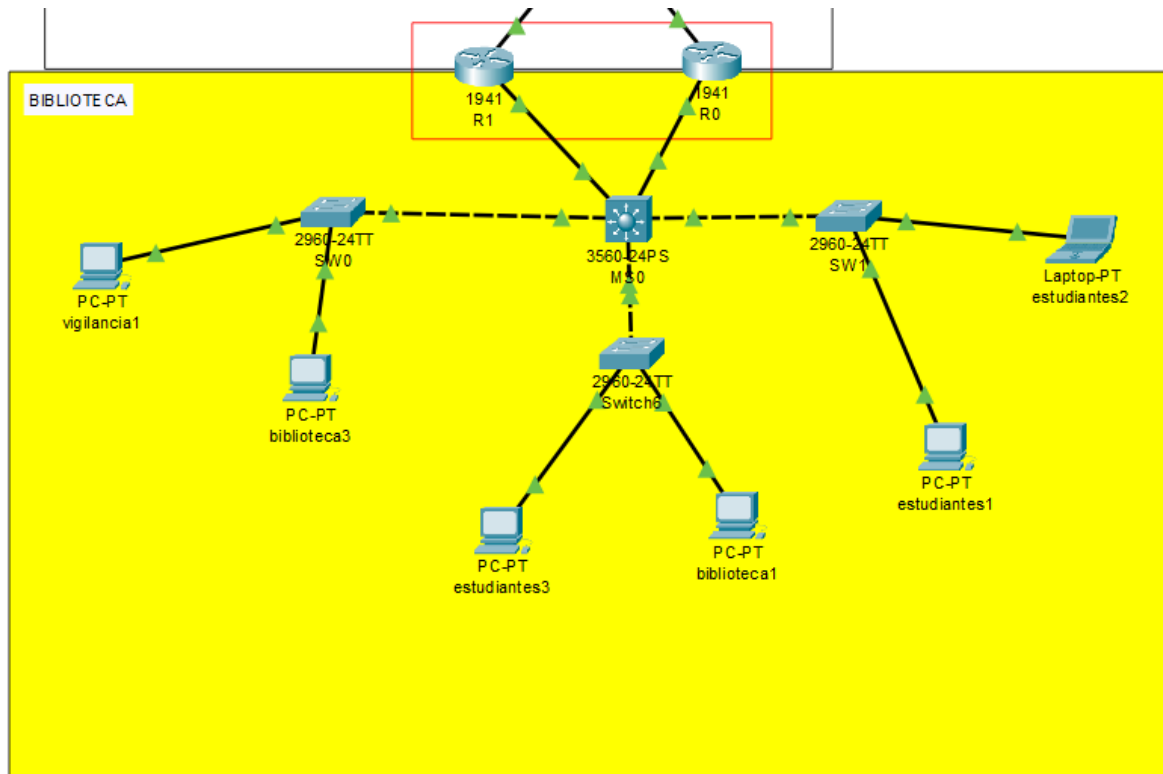 BIBLIOTECA
1941
R1
1941
R0
2960-24TT
SW0
3560-24PS
MS0
2960-24TT
SW1
PC-PT
vigilancia1
Laptop-PT
estudiantes2
PC-PT
biblioteca3
2960-24TT
Switch6
PC-PT
estudiantes1
PC-PT
estudiantes3
PC-PT
biblioteca1